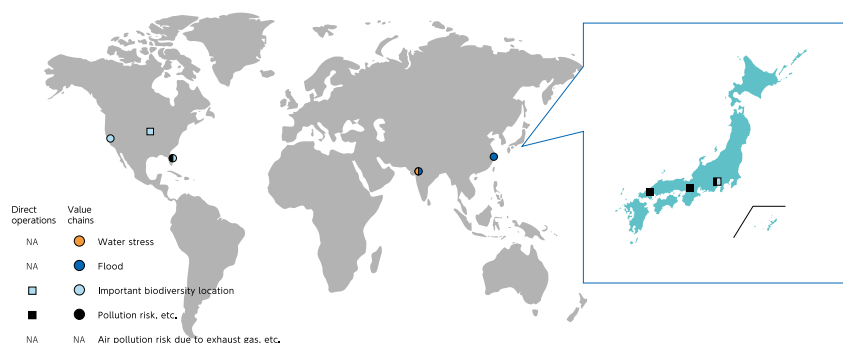 Direct operations
Value chains
NA Water stress
NA Flood
Important biodiversity location
Pollution risk, etc.
NA NA Air pollution risk due to exhaust gas, etc.